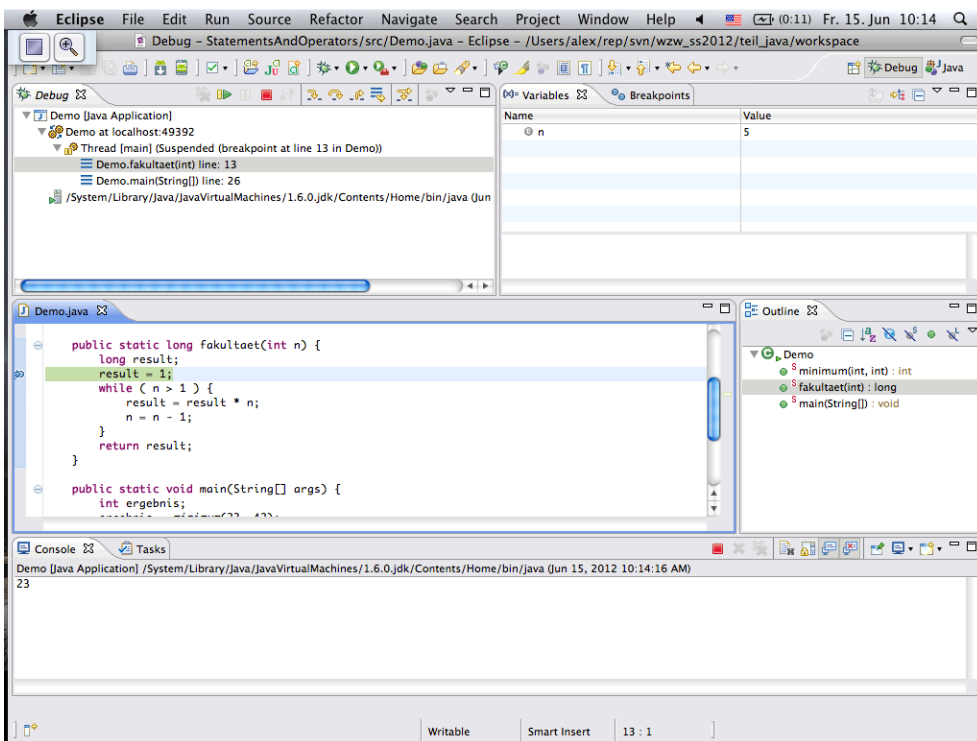 Eclipse File Edit Run Source Refactor Navigate Search Project Window Help (0:11) Fr. 15. Jun 10:14
Debug – StatementsAndOperators/src/Demo.java – Eclipse – /Users/alex/rep/svn/wzw_ss2012/teil_java/workspace
Debug Java
Debug
Demo [Java Application]
Demo at localhost:49392
Thread [main] (Suspended (breakpoint at line 13 in Demo))
Demo.fakultaet(int) line: 13
Demo.main(String[]) line: 26
/System/Library/Java/JavaVirtualMachines/1.6.0.jdk/Contents/Home/bin/java (Jun
Variables Breakpoints
Name Value
n 5
Demo.java
public static long fakultaet(int n) {
long result;
result = 1;
while ( n > 1 ) {
result = result * n;
n = n - 1;
}
return result;
}
public static void main(String[] args) {
int ergebnis;
Outline
Demo
minimum(int, int) : int
fakultaet(int) : long
main(String[]) : void
Console Tasks
Demo [Java Application] /System/Library/Java/JavaVirtualMachines/1.6.0.jdk/Contents/Home/bin/java (Jun 15, 2012 10:14:16 AM)
23
Writable Smart Insert 13 : 1